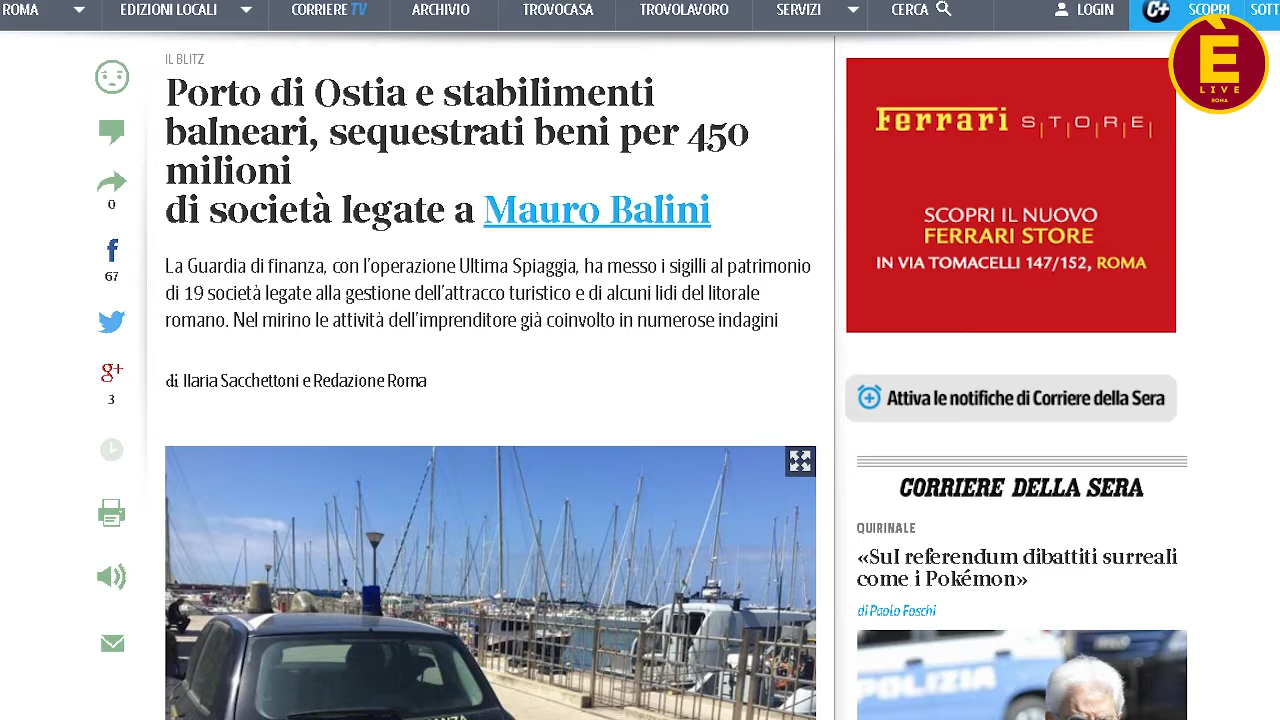 ROMA
EDIZIONI LOCALI
CORRIERE TV
ARCHIVIO
TROVOCASA
TROVOLAVORO
SERVIZI
CERCA
LOGIN
C+
SCOPRI
SOTT
È
LIVE
ROMA
IL BLITZ
Porto di Ostia e stabilimenti
balneari, sequestrati beni per 450
milioni
di società legate a Mauro Balini
La Guardia di finanza, con l'operazione Ultima Spiaggia, ha messo i sigilli al patrimonio
di 19 società legate alla gestione dell'attracco turistico e di alcuni lidi del litorale
romano. Nel mirino le attività dell'imprenditore già coinvolto in numerose indagini
di Ilaria Sacchettoni e Redazione Roma
0
f
67
g+
3
Ferrari STORE
SCOPRI IL NUOVO
FERRARI STORE
IN VIA TOMACELLI 147/152, ROMA
Attiva le notifiche di Corriere della Sera
CORRIERE DELLA SERA
QUIRINALE
«Sul referendum dibattiti surreali
come i Pokémon»
di Paolo Foschi
POLIZIA